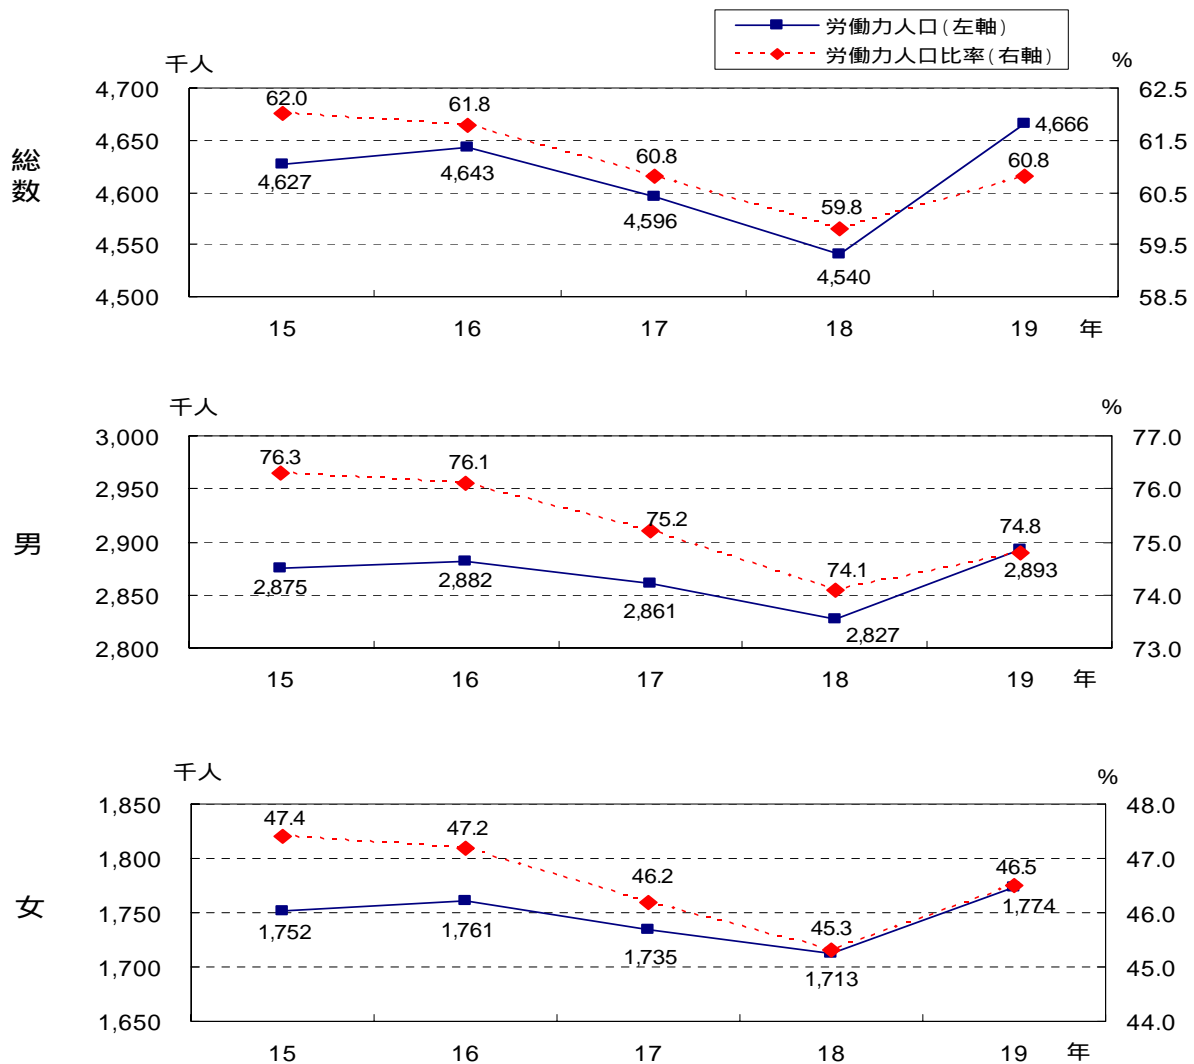 労働力人口(左軸)
労働力人口比率(右軸)
千人 %
総数
4,700 62.5
4,650 61.5
4,600 60.5
4,550 59.5
4,500 58.5
62.0 61.8 60.8 59.8 60.8
4,627 4,643 4,596 4,540 4,666
15 16 17 18 19 年
千人 %
男
3,000 77.0
2,950 76.0
2,900 75.0
2,850 74.0
2,800 73.0
76.3 76.1 75.2 74.1 74.8
2,875 2,882 2,861 2,827 2,893
15 16 17 18 19 年
千人 %
女
1,850 48.0
1,800 47.0
1,750 46.0
1,700 45.0
1,650 44.0
47.4 47.2 46.2 45.3 46.5
1,752 1,761 1,735 1,713 1,774
15 16 17 18 19 年